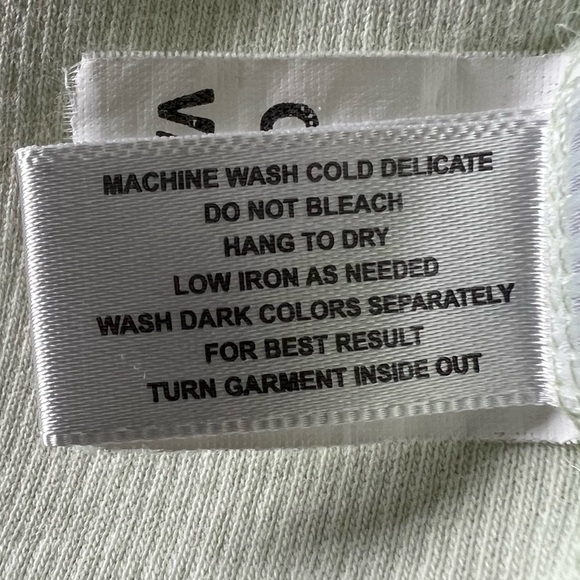 MACHINE WASH COLD DELICATE
DO NOT BLEACH
HANG TO DRY
LOW IRON AS NEEDED
WASH DARK COLORS SEPARATELY
FOR BEST RESULT
TURN GARMENT INSIDE OUT